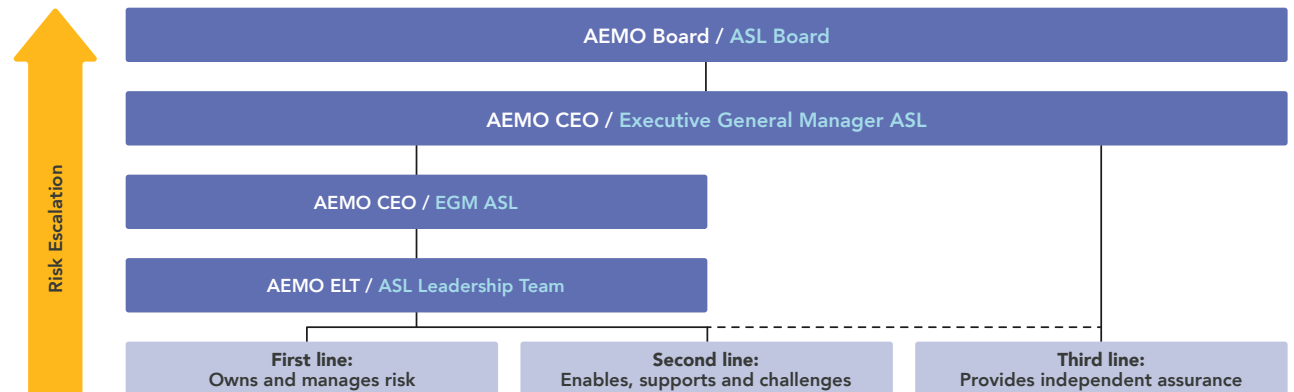 AEMO Board / ASL Board
AEMO CEO / Executive General Manager ASL
AEMO CEO / EGM ASL
AEMO ELT / ASL Leadership Team
Risk Escalation
First line:
Owns and manages risk
Second line:
Enables, supports and challenges
Third line:
Provides independent assurance